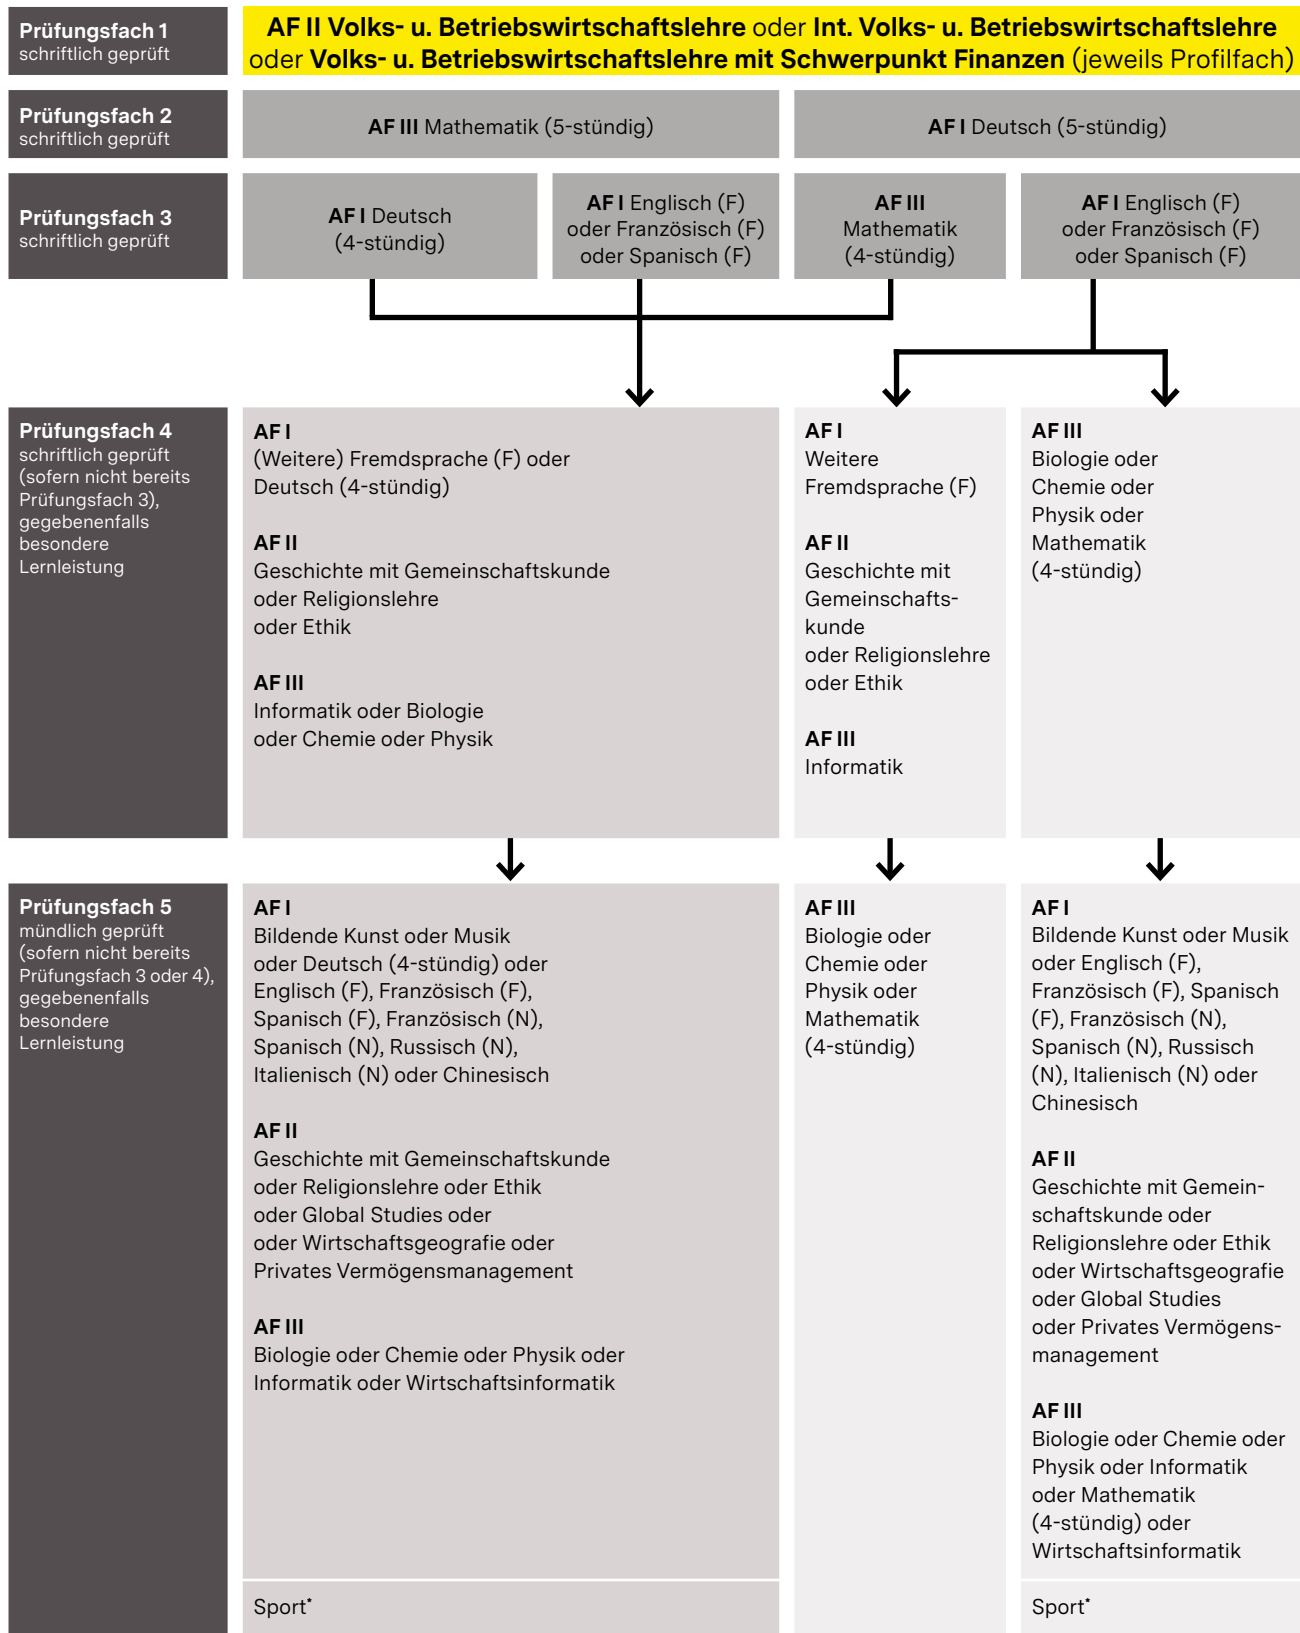 Prüfungsfach 1
schriftlich geprüft
AF II Volks- u. Betriebswirtschaftslehre oder Int. Volks- u. Betriebswirtschaftslehre
oder Volks- u. Betriebswirtschaftslehre mit Schwerpunkt Finanzen (jeweils Profilfach)
Prüfungsfach 2
schriftlich geprüft
AF III Mathematik (5-stündig)
AF I Deutsch (5-stündig)
Prüfungsfach 3
schriftlich geprüft
AF I Deutsch
(4-stündig)
AF I Englisch (F)
oder Französisch (F)
oder Spanisch (F)
AF III
Mathematik
(4-stündig)
AF I Englisch (F)
oder Französisch (F)
oder Spanisch (F)
Prüfungsfach 4
schriftlich geprüft
(sofern nicht bereits
Prüfungsfach 3),
gegebenenfalls
besondere
Lernleistung
AF I
(Weitere) Fremdsprache (F) oder
Deutsch (4-stündig)
AF II
Geschichte mit Gemeinschaftskunde
oder Religionslehre
oder Ethik
AF III
Informatik oder Biologie
oder Chemie oder Physik
AF I
Weitere
Fremdsprache (F)
AF II
Geschichte mit
Gemeinschafts-
kunde
oder Religionslehre
oder Ethik
AF III
Informatik
AF III
Biologie oder
Chemie oder
Physik oder
Mathematik
(4-stündig)
Prüfungsfach 5
mündlich geprüft
(sofern nicht bereits
Prüfungsfach 3 oder 4),
gegebenenfalls
besondere
Lernleistung
AF I
Bildende Kunst oder Musik
oder Deutsch (4-stündig) oder
Englisch (F), Französisch (F),
Spanisch (F), Französisch (N),
Spanisch (N), Russisch (N),
Italienisch (N) oder Chinesisch
AF II
Geschichte mit Gemeinschaftskunde
oder Religionslehre oder Ethik
oder Global Studies oder
oder Wirtschaftsgeografie oder
Privates Vermögensmanagement
AF III
Biologie oder Chemie oder Physik oder
Informatik oder Wirtschaftsinformatik
Sport*
AF III
Biologie oder
Chemie oder
Physik oder
Mathematik
(4-stündig)
AF I
Bildende Kunst oder Musik
oder Englisch (F),
Französisch (F), Spanisch
(F), Französisch (N),
Spanisch (N), Russisch
(N), Italienisch (N) oder
Chinesisch
AF II
Geschichte mit Gemein-
schaftskunde oder
Religionslehre oder Ethik
oder Wirtschaftsgeografie
oder Global Studies
oder Privates Vermögens-
management
AF III
Biologie oder Chemie oder
Physik oder Informatik
oder Mathematik
(4-stündig) oder
Wirtschaftsinformatik
Sport*